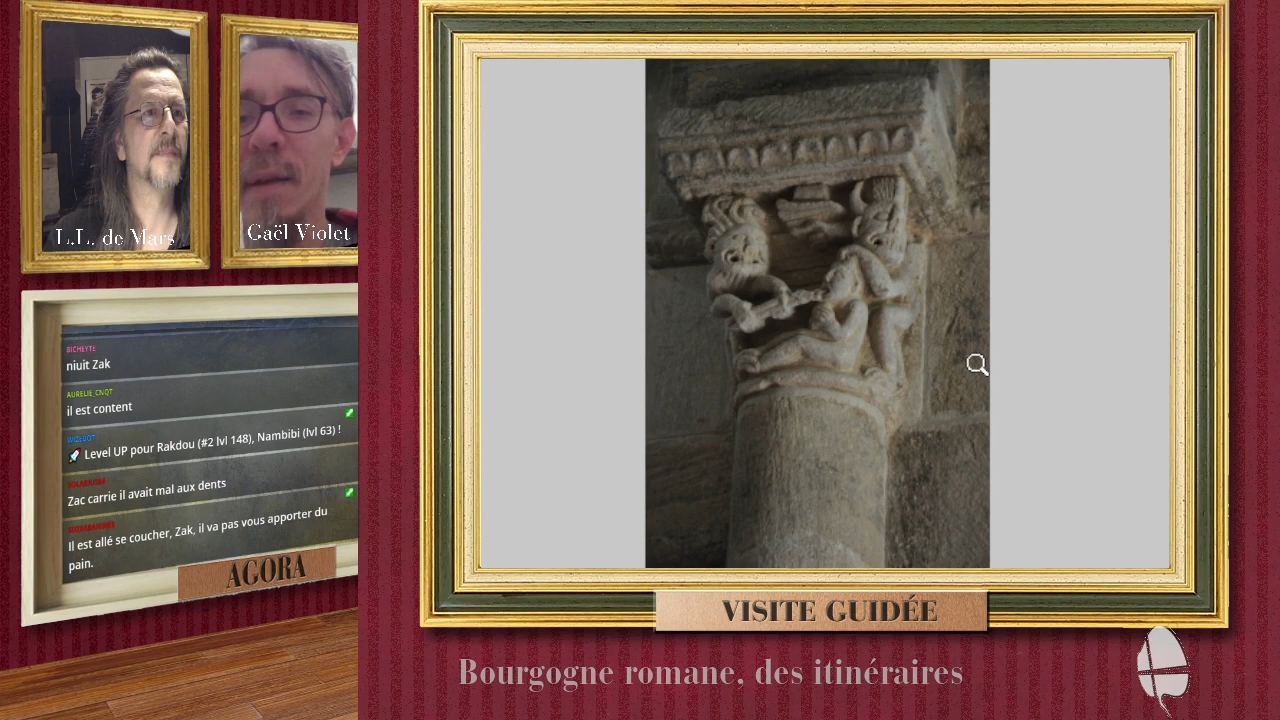 L.L. de Mars
Gaël Violet
BICHEYTE
niuit Zak
AURELIE_CNQT
il est content
WIZEBOT
Level UP pour Rakdou (#2 lvl 148), Nambibi (lvl 63) !
Zac carrie il avait mal aux dents
Il est allé se coucher, Zak, il va pas vous apporter du
pain.
AGORA
VISITE GUIDÉE
Bourgogne romane, des itinéraires